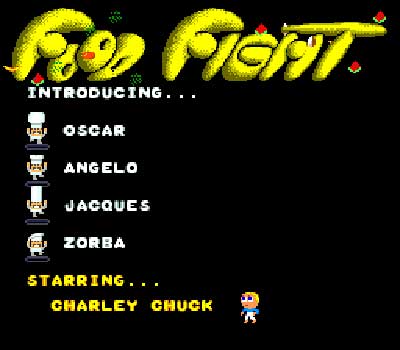 FOOD FIGHT
INTRODUCING...
OSCAR
ANGELO
JACQUES
ZORBA
STARRING...
CHARLEY CHUCK